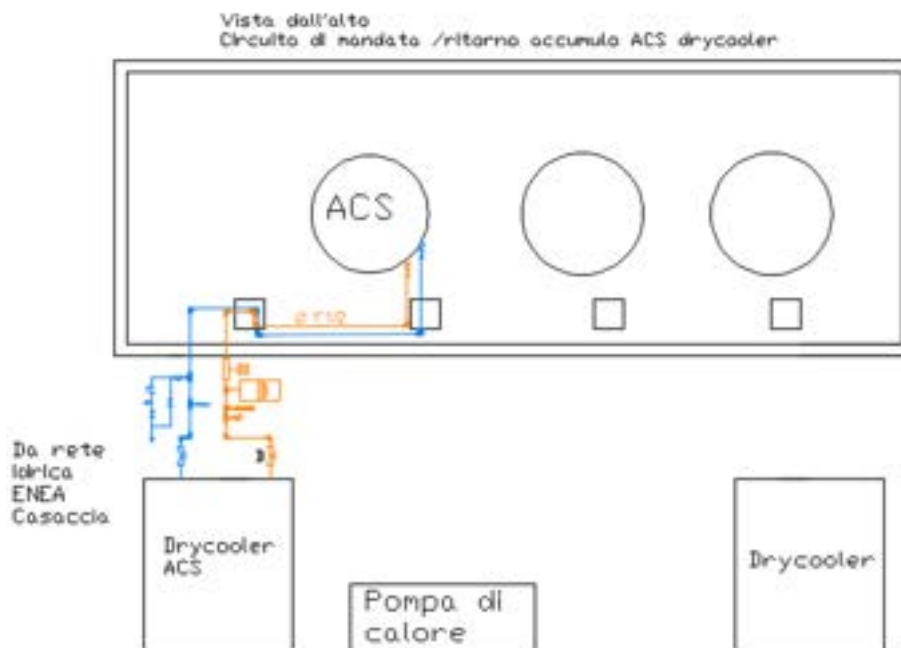 Vista dall'alto
Circuito di mandata /ritorno accumulo ACS drycooler
ACS
Da rete
idrica
ENEA
Casaccia
Drycooler
ACS
Pompa di
calore
Drycooler